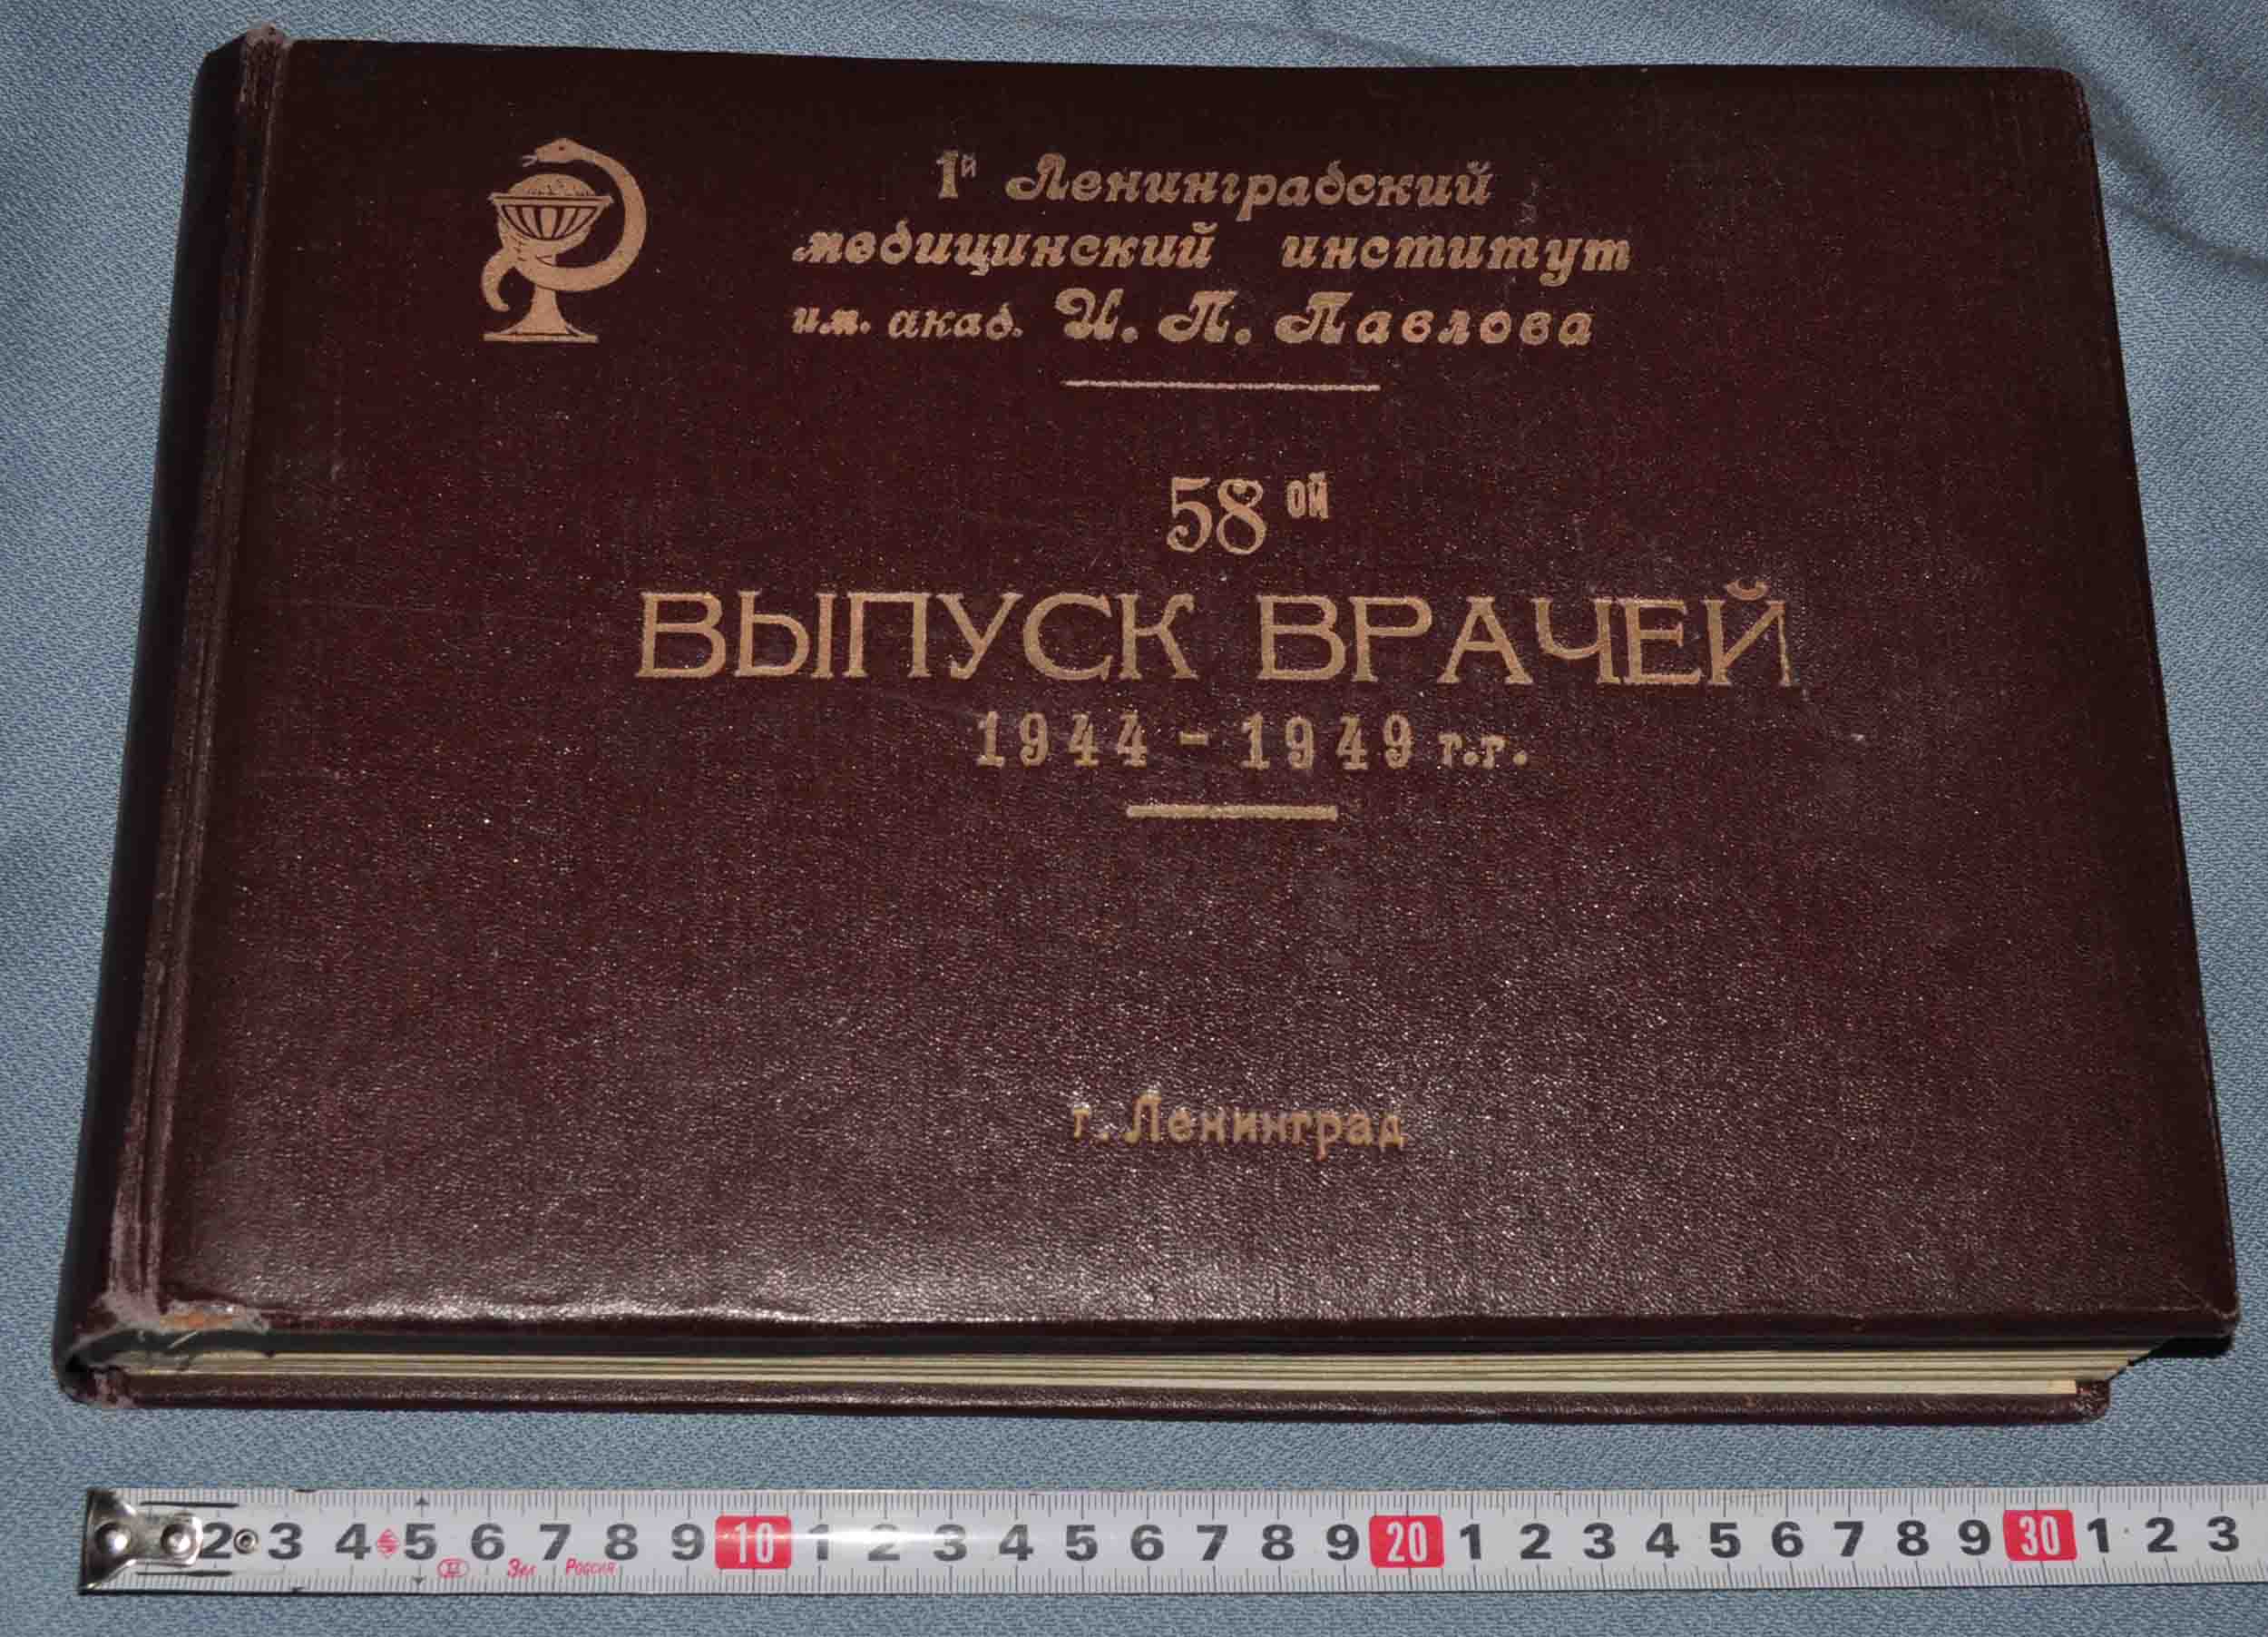 1й Ленинградский
медицинский институт
им. акад. И. П. Павлова
58ой
ВЫПУСК ВРАЧЕЙ
1944 - 1949 г.г.
г. Ленинград
2 3 4 5 6 7 8 9 10 1 2 3 4 5 6 7 8 9 20 1 2 3 4 5 6 7 8 9 30 1 2 3
II Россия